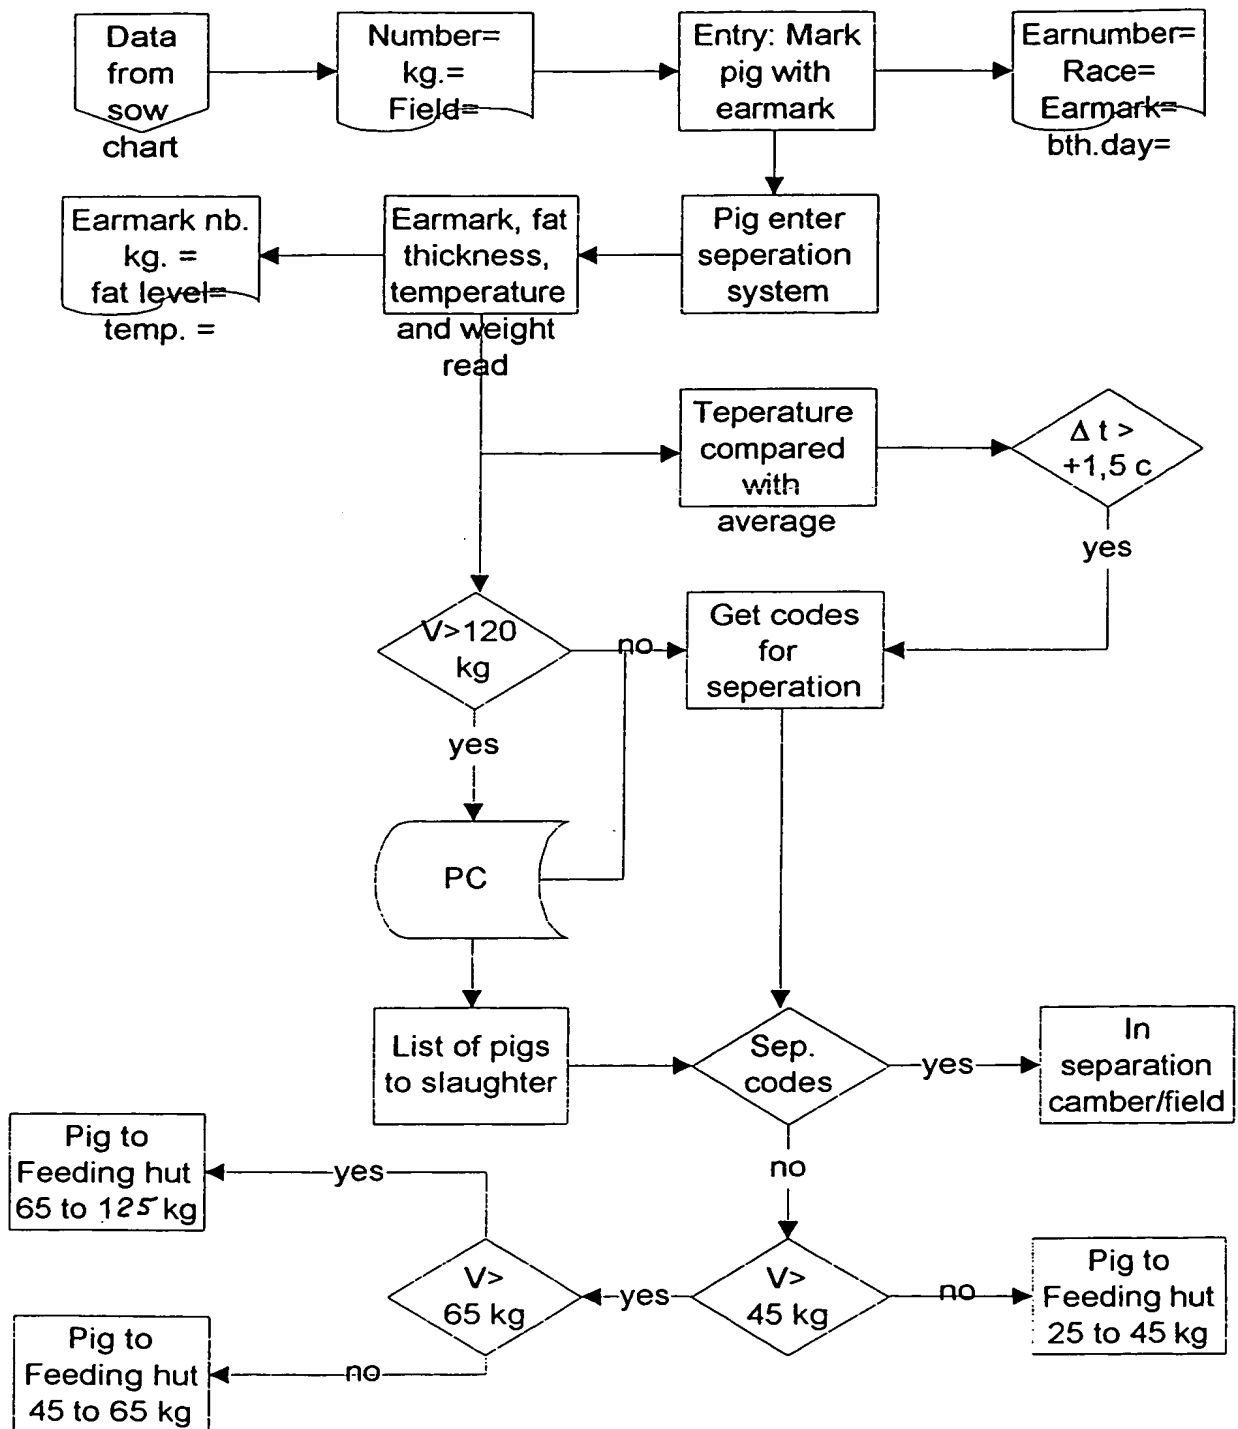 Data
from
sow
chart
Number=
kg.=
Field=
Entry: Mark
pig with
earmark
Earnumber=
Race=
Earmark=
bth.day=
Earmark nb.
kg. =
fat level=
temp. =
Earmark, fat
thickness,
temperature
and weight
read
Pig enter
seperation
system
Teperature
compared
with
average
Δ t >
+1,5 c
yes
V>120
kg
no
Get codes
for
seperation
yes
PC
List of pigs
to slaughter
Sep.
codes
yes
In
separation
camber/field
no
Pig to
Feeding hut
65 to 125 kg
yes
V>
65 kg
yes
V>
45 kg
no
Pig to
Feeding hut
25 to 45 kg
Pig to
Feeding hut
45 to 65 kg
no